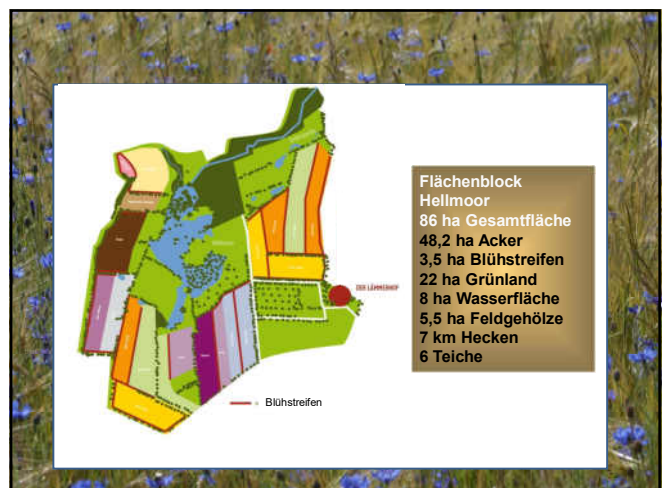 Flächenblock
Hellmoor
86 ha Gesamtfläche
48,2 ha Acker
3,5 ha Blühstreifen
22 ha Grünland
8 ha Wasserfläche
5,5 ha Feldgehölze
7 km Hecken
6 Teiche
DER LÄMMERHOF
Blühstreifen